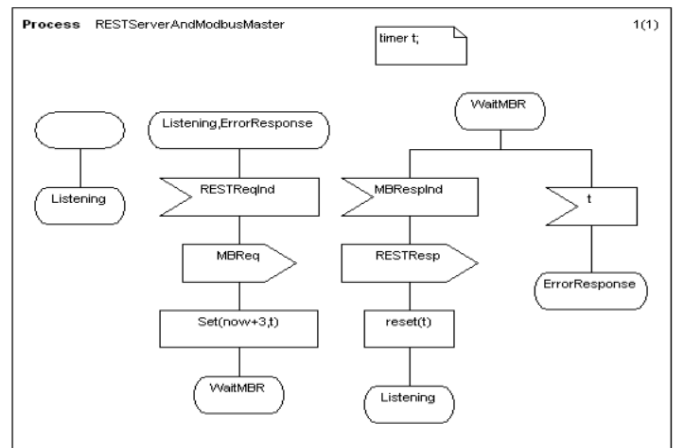 Process RESTServerAndModbusMaster
1(1)
timer t;
Listening
Listening,ErrorResponse
RESTReqInd
MBReq
Set(now+3,t)
WaitMBR
WaitMBR
MBRespInd
RESTResp
reset(t)
Listening
t
ErrorResponse